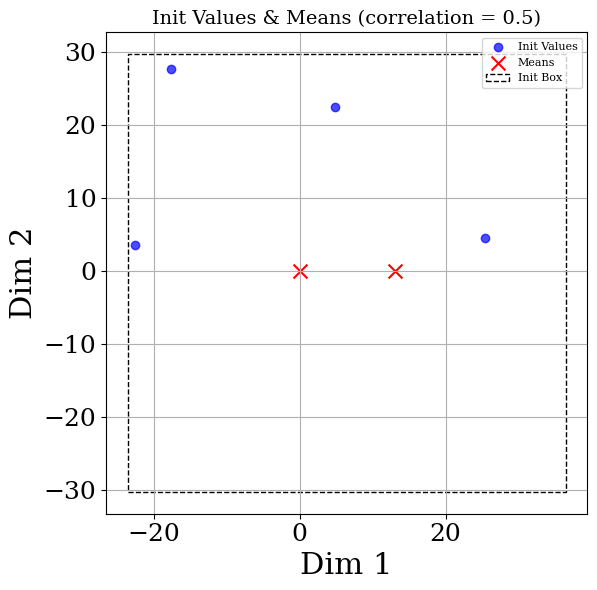 Init Values & Means (correlation = 0.5)
Init Values
Means
Init Box
30
20
10
0
−10
−20
−30
Dim 2
−20
0
20
Dim 1